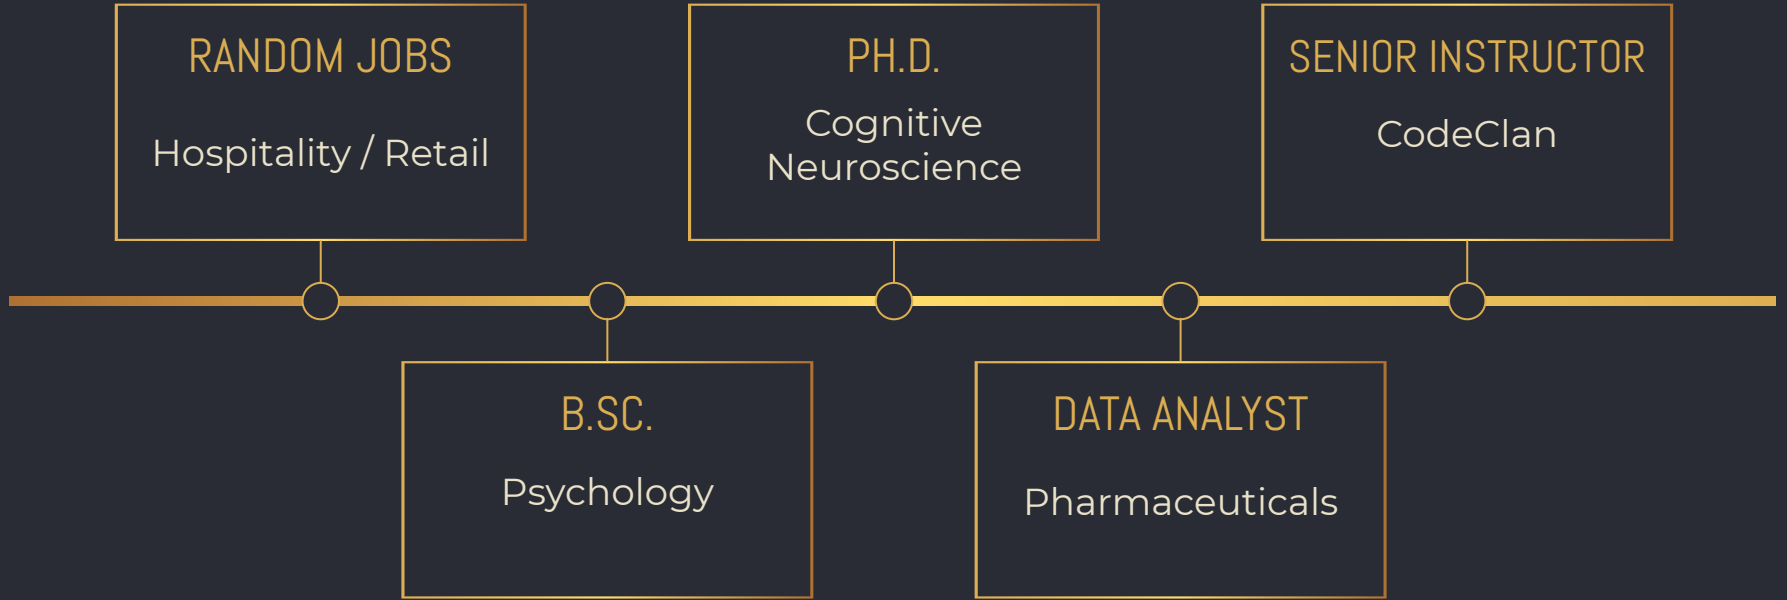 RANDOM JOBS
Hospitality / Retail
B.SC.
Psychology
PH.D.
Cognitive
Neuroscience
DATA ANALYST
Pharmaceuticals
SENIOR INSTRUCTOR
CodeClan